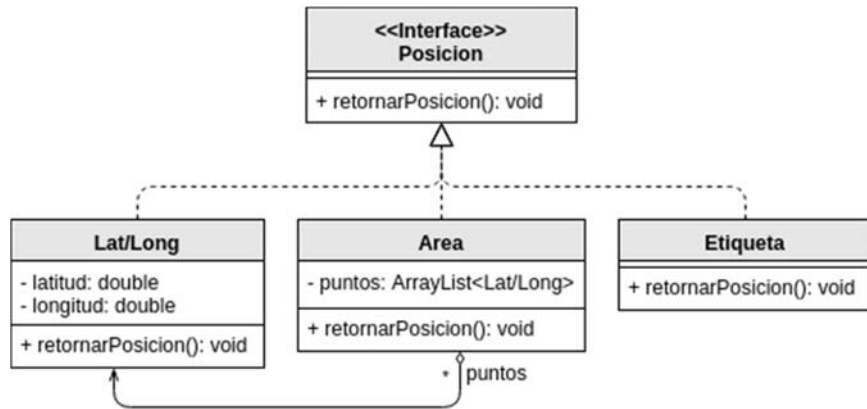 <<Interface>>
Posicion
+ retornarPosicion(): void
Lat/Long
- latitud: double
- longitud: double
+ retornarPosicion(): void
Area
- puntos: ArrayList<Lat/Long>
+ retornarPosicion(): void
Etiqueta
+ retornarPosicion(): void
* puntos